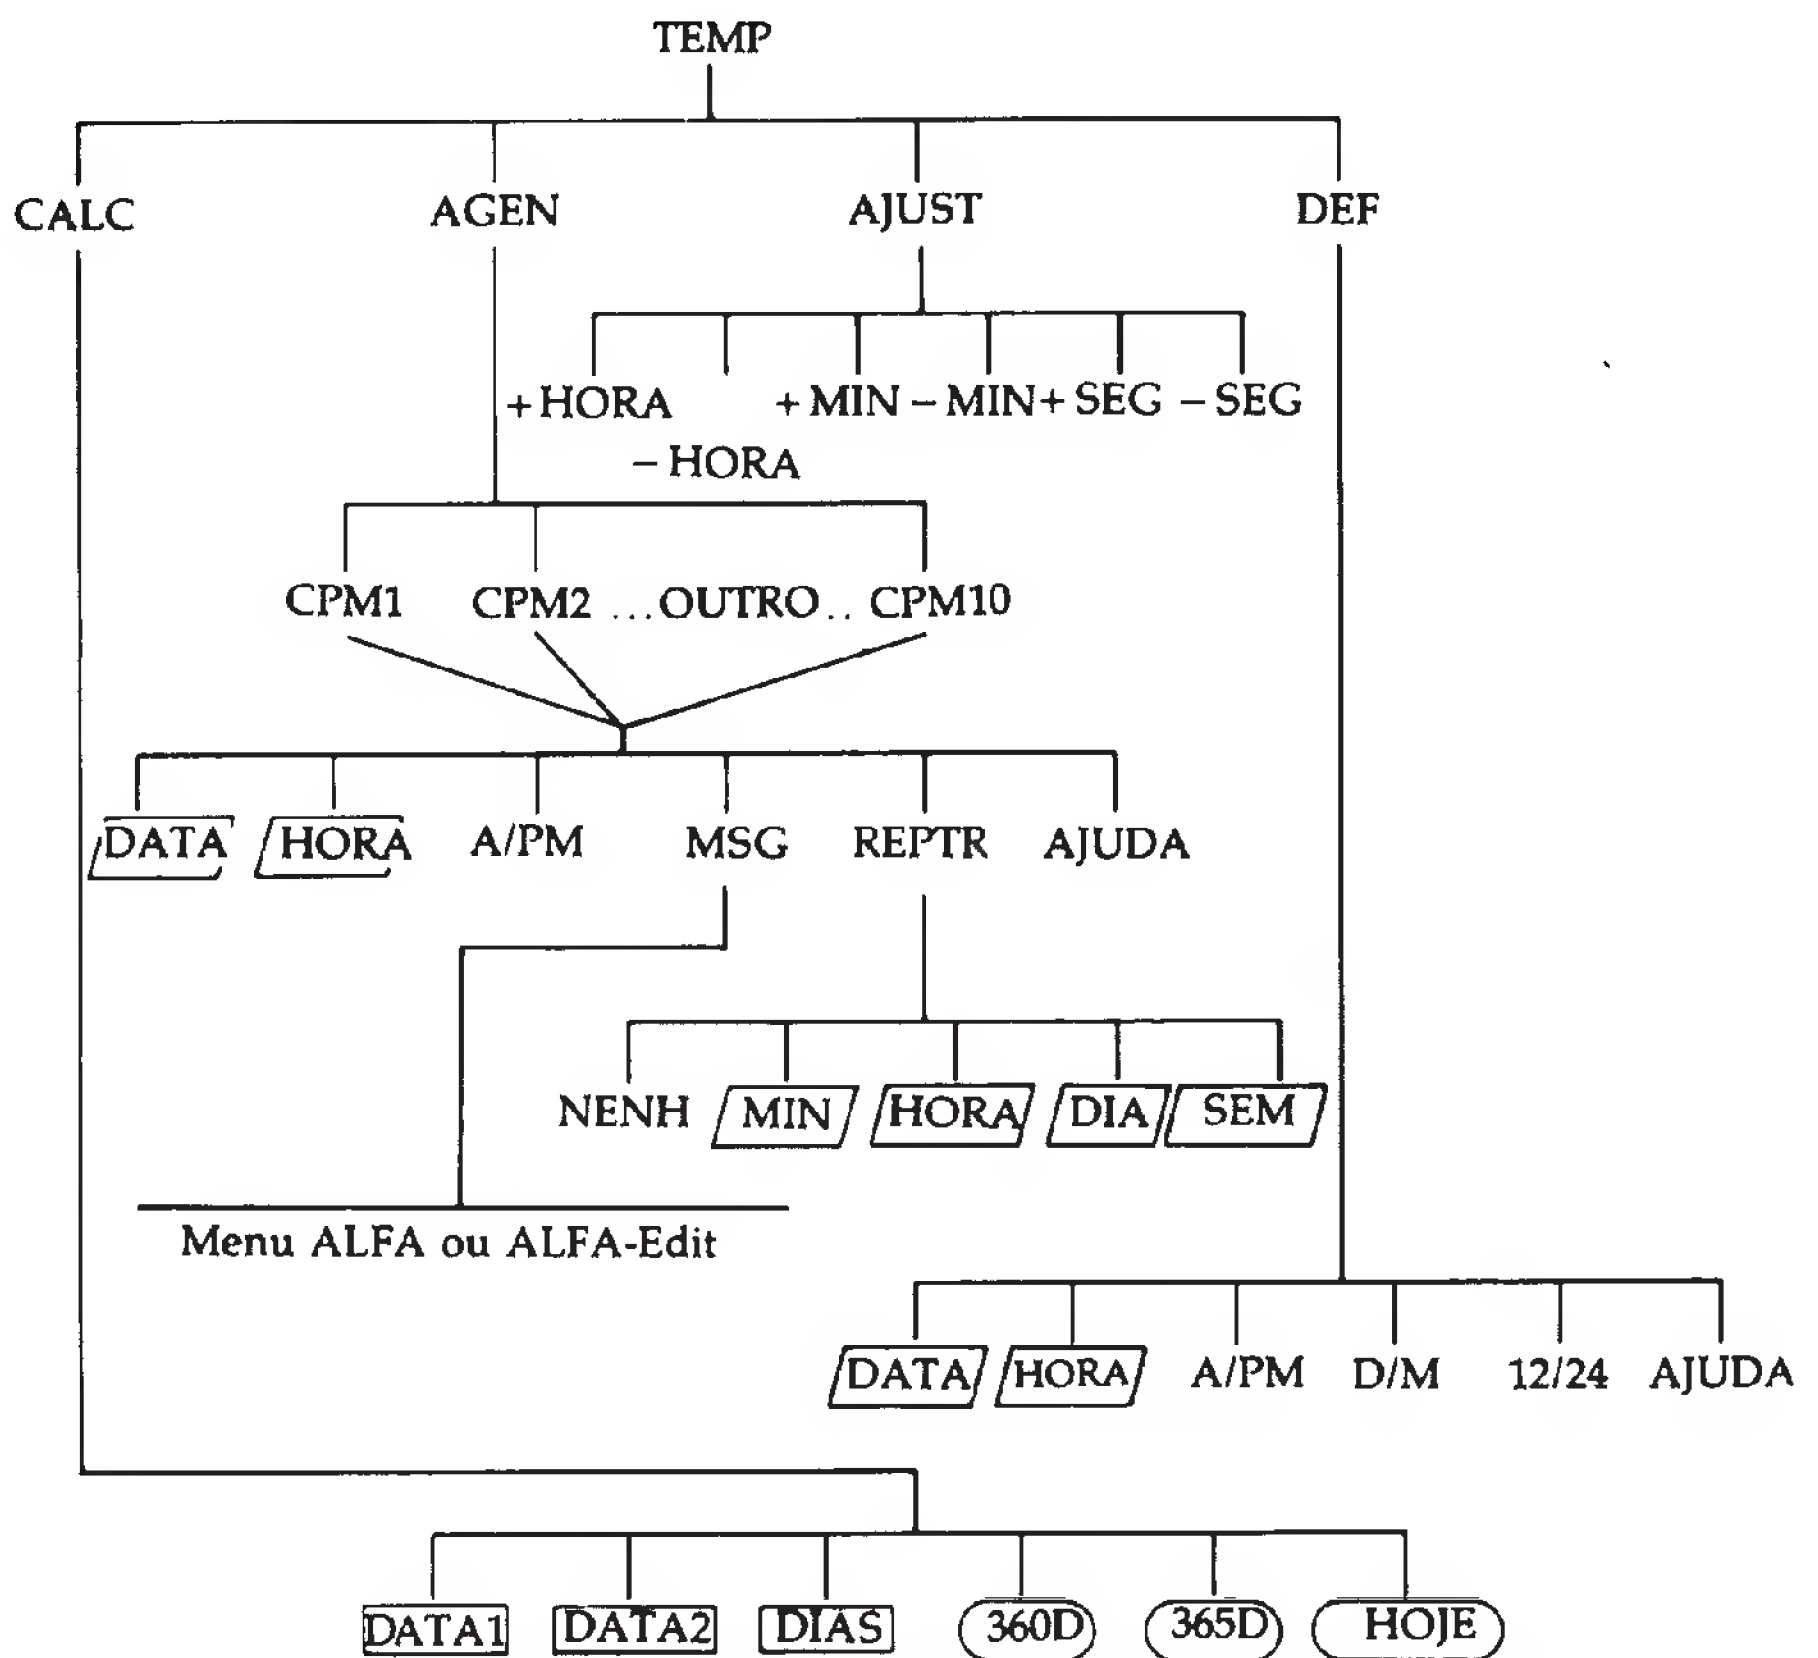 TEMP
CALC AGEN AJUST DEF
+ HORA + MIN – MIN + SEG – SEG
– HORA
CPM1 CPM2 ...OUTRO.. CPM10
DATA HORA A/PM MSG REPTR AJUDA
NENH MIN HORA DIA SEM
Menu ALFA ou ALFA-Edit
DATA HORA A/PM D/M 12/24 AJUDA
DATA1 DATA2 DIAS 360D 365D HOJE